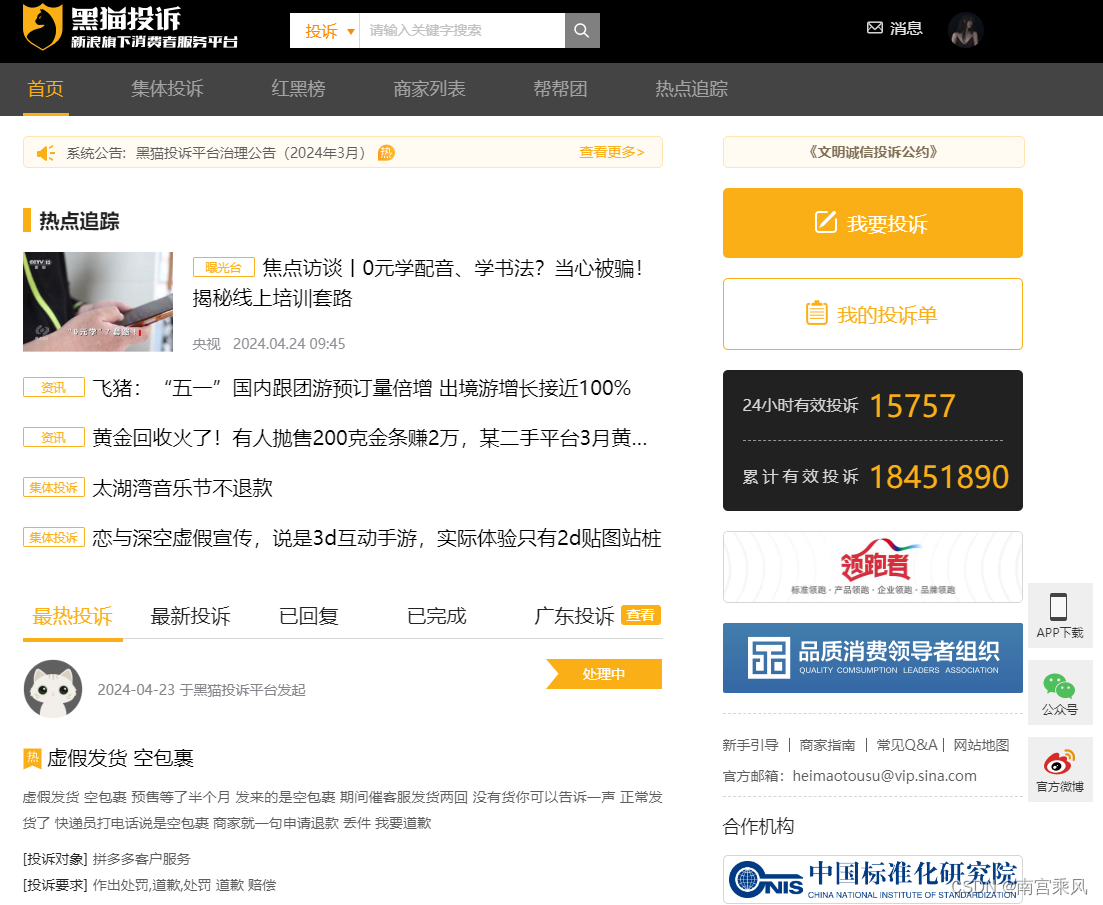 黑猫投诉
新浪旗下消费者服务平台
投诉
请输入关键字搜索
消息
首页
集体投诉
红黑榜
商家列表
帮帮团
热点追踪
系统公告: 黑猫投诉平台治理公告（2024年3月） 热
查看更多>
《文明诚信投诉公约》
热点追踪
曝光台 焦点访谈丨0元学配音、学书法？当心被骗！
揭秘线上培训套路
央视 2024.04.24 09:45
资讯 飞猪：“五一”国内跟团游预订量倍增 出境游增长接近100%
资讯 黄金回收火了！有人抛售200克金条赚2万，某二手平台3月黄...
集体投诉 太湖湾音乐节不退款
集体投诉 恋与深空虚假宣传，说是3d互动手游，实际体验只有2d贴图站桩
最热投诉
最新投诉
已回复
已完成
广东投诉 查看
2024-04-23 于黑猫投诉平台发起
处理中
热 虚假发货 空包裹
虚假发货 空包裹 预售等了半个月 发来的是空包裹 期间催客服发货两回 没有货你可以告诉一声 正常发
货了 快递员打电话说是空包裹 商家就一句申请退款 丢件 我要道歉
[投诉对象] 拼多多客户服务
[投诉要求] 作出处罚,道歉,处罚 道歉 赔偿
我要投诉
我的投诉单
24小时有效投诉 15757
累计有效投诉 18451890
领跑者
标准领跑·产品领跑·企业领跑·品牌领跑
品质消费领导者组织
QUALITY COMSUMPTION LEADERS ASSOCIATION
新手引导 | 商家指南 | 常见Q&A | 网站地图
官方邮箱：heimaotousu@vip.sina.com
合作机构
CNIS 中国标准化研究院
CHINA NATIONAL INSTITUTE OF STANDARDIZATION
APP下载
公众号
官方微博
CSDN @南宫乘风